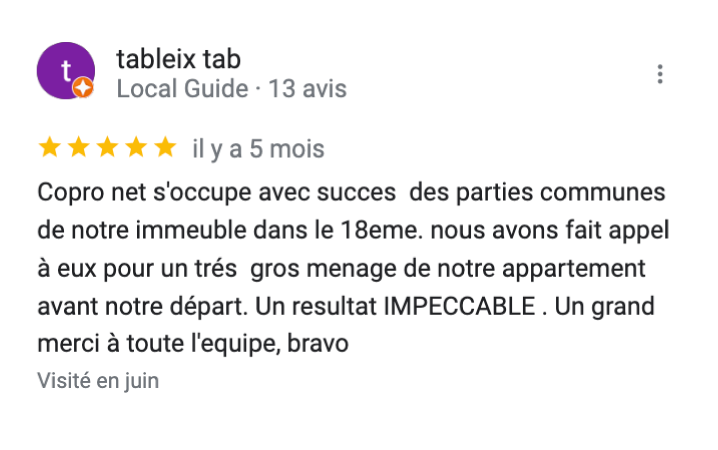 t
tableix tab
Local Guide · 13 avis
il y a 5 mois
Copro net s'occupe avec succes  des parties communes
de notre immeuble dans le 18eme. nous avons fait appel
à eux pour un trés  gros menage de notre appartement
avant notre départ. Un resultat IMPECCABLE . Un grand
merci à toute l'equipe, bravo
Visité en juin